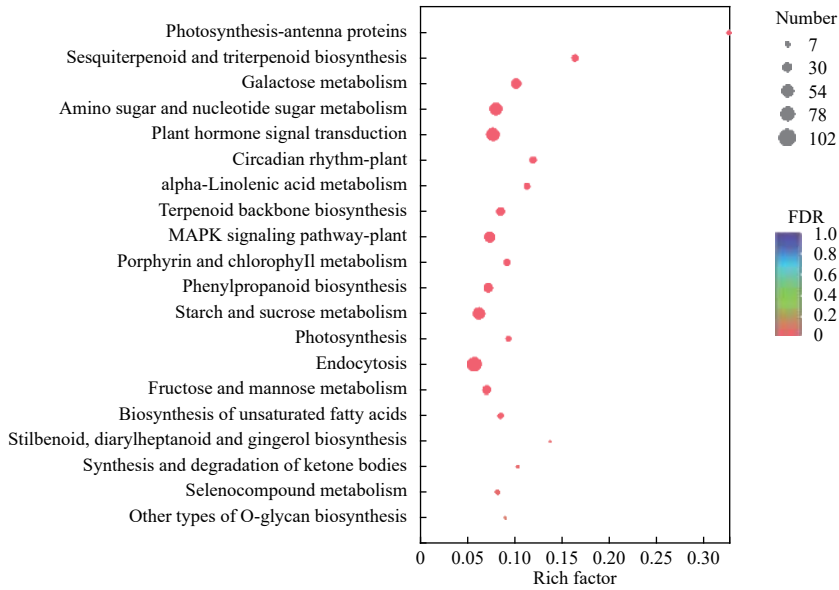 Photosynthesis-antenna proteins
Sesquiterpenoid and triterpenoid biosynthesis
Galactose metabolism
Amino sugar and nucleotide sugar metabolism
Plant hormone signal transduction
Circadian rhythm-plant
alpha-Linolenic acid metabolism
Terpenoid backbone biosynthesis
MAPK signaling pathway-plant
Porphyrin and chlorophyII metabolism
Phenylpropanoid biosynthesis
Starch and sucrose metabolism
Photosynthesis
Endocytosis
Fructose and mannose metabolism
Biosynthesis of unsaturated fatty acids
Stilbenoid, diarylheptanoid and gingerol biosynthesis
Synthesis and degradation of ketone bodies
Selenocompound metabolism
Other types of O-glycan biosynthesis
0 0.05 0.10 0.15 0.20 0.25 0.30
Rich factor
Number
7
30
54
78
102
FDR
1.0
0.8
0.6
0.4
0.2
0